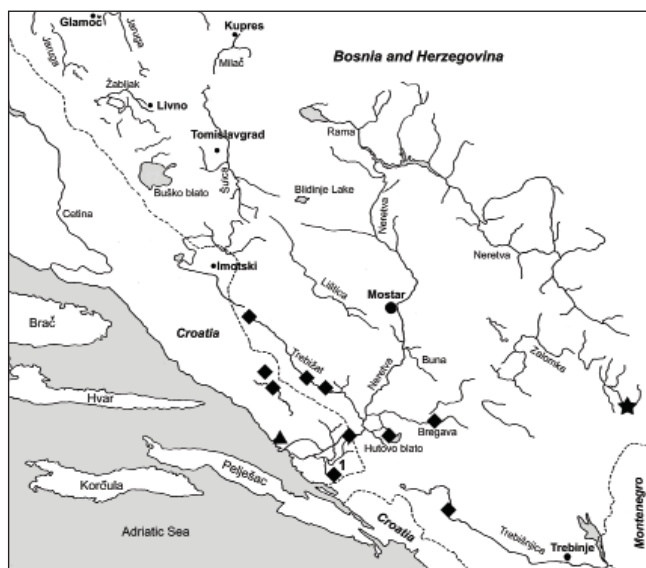 Glamoč
Jaruga
Jaruga
Kupres
Milač
Bosnia and Herzegovina
Žabljak
Livno
Rama
Tomislavgrad
Buško blato
Šuica
Blidinje Lake
Neretva
Cetina
Neretva
Imotski
Lištica
Mostar
Brač
Croatia
Trebižat
Neretva
Buna
Zalomka
Hvar
Bregava
Hutovo blato
Pelješac
1
Korčula
Croatia
Montenegro
Adriatic Sea
Trebišnjica
Trebinje